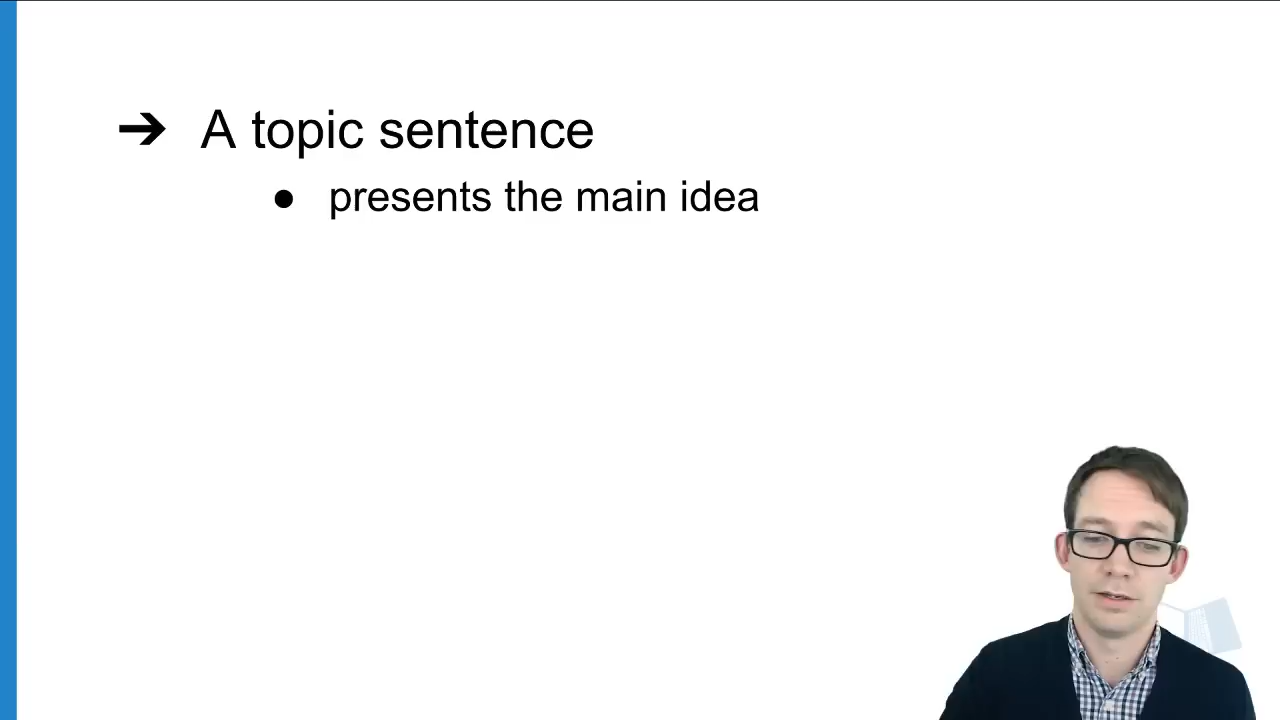 ➔ A topic sentence
● presents the main idea